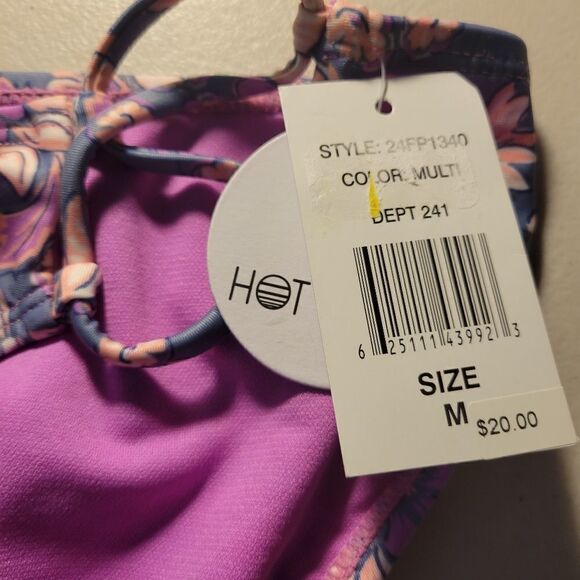 HOT
STYLE: 24FP1340
COLOR: MULTI
DEPT 241
6 25111 43992 3
SIZE
M
$20.00